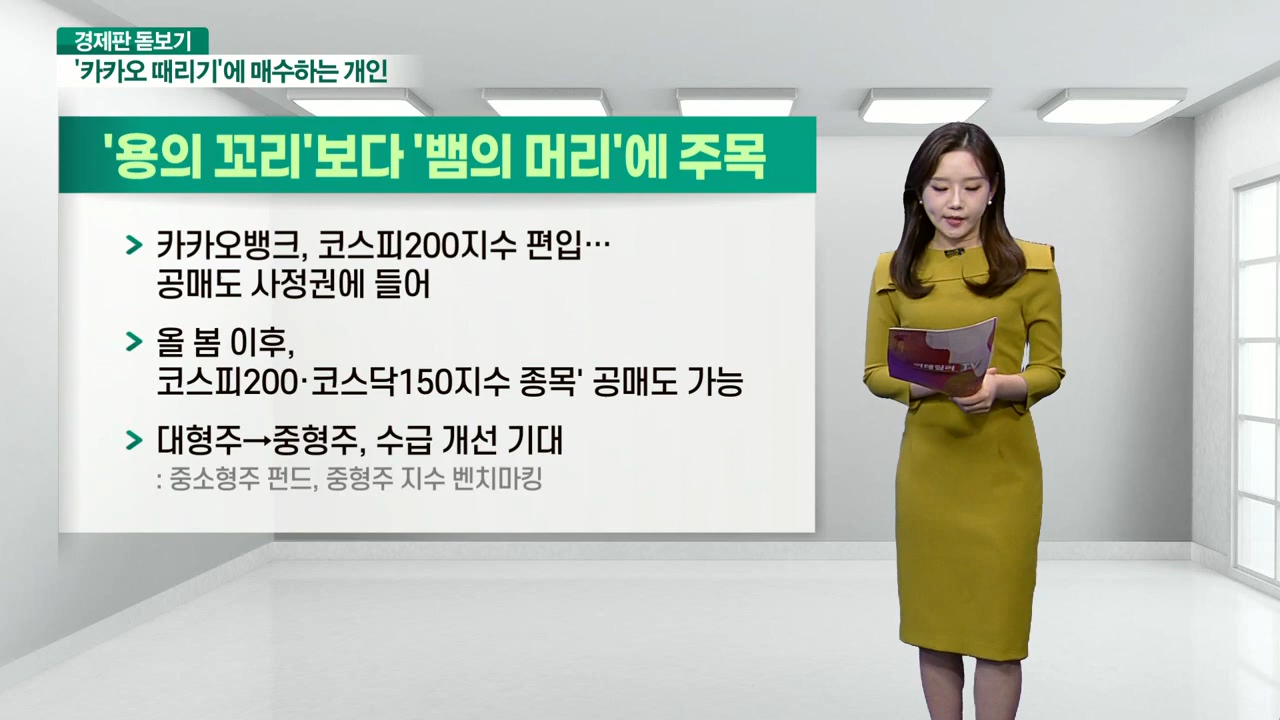 경제판 돋보기
'카카오 때리기'에 매수하는 개인
'용의 꼬리'보다 '뱀의 머리'에 주목
카카오뱅크, 코스피200지수 편입…
공매도 사정권에 들어
올 봄 이후,
코스피200·코스닥150지수 종목' 공매도 가능
대형주→중형주, 수급 개선 기대
: 중소형주 펀드, 중형주 지수 벤치마킹
이데일리 TV